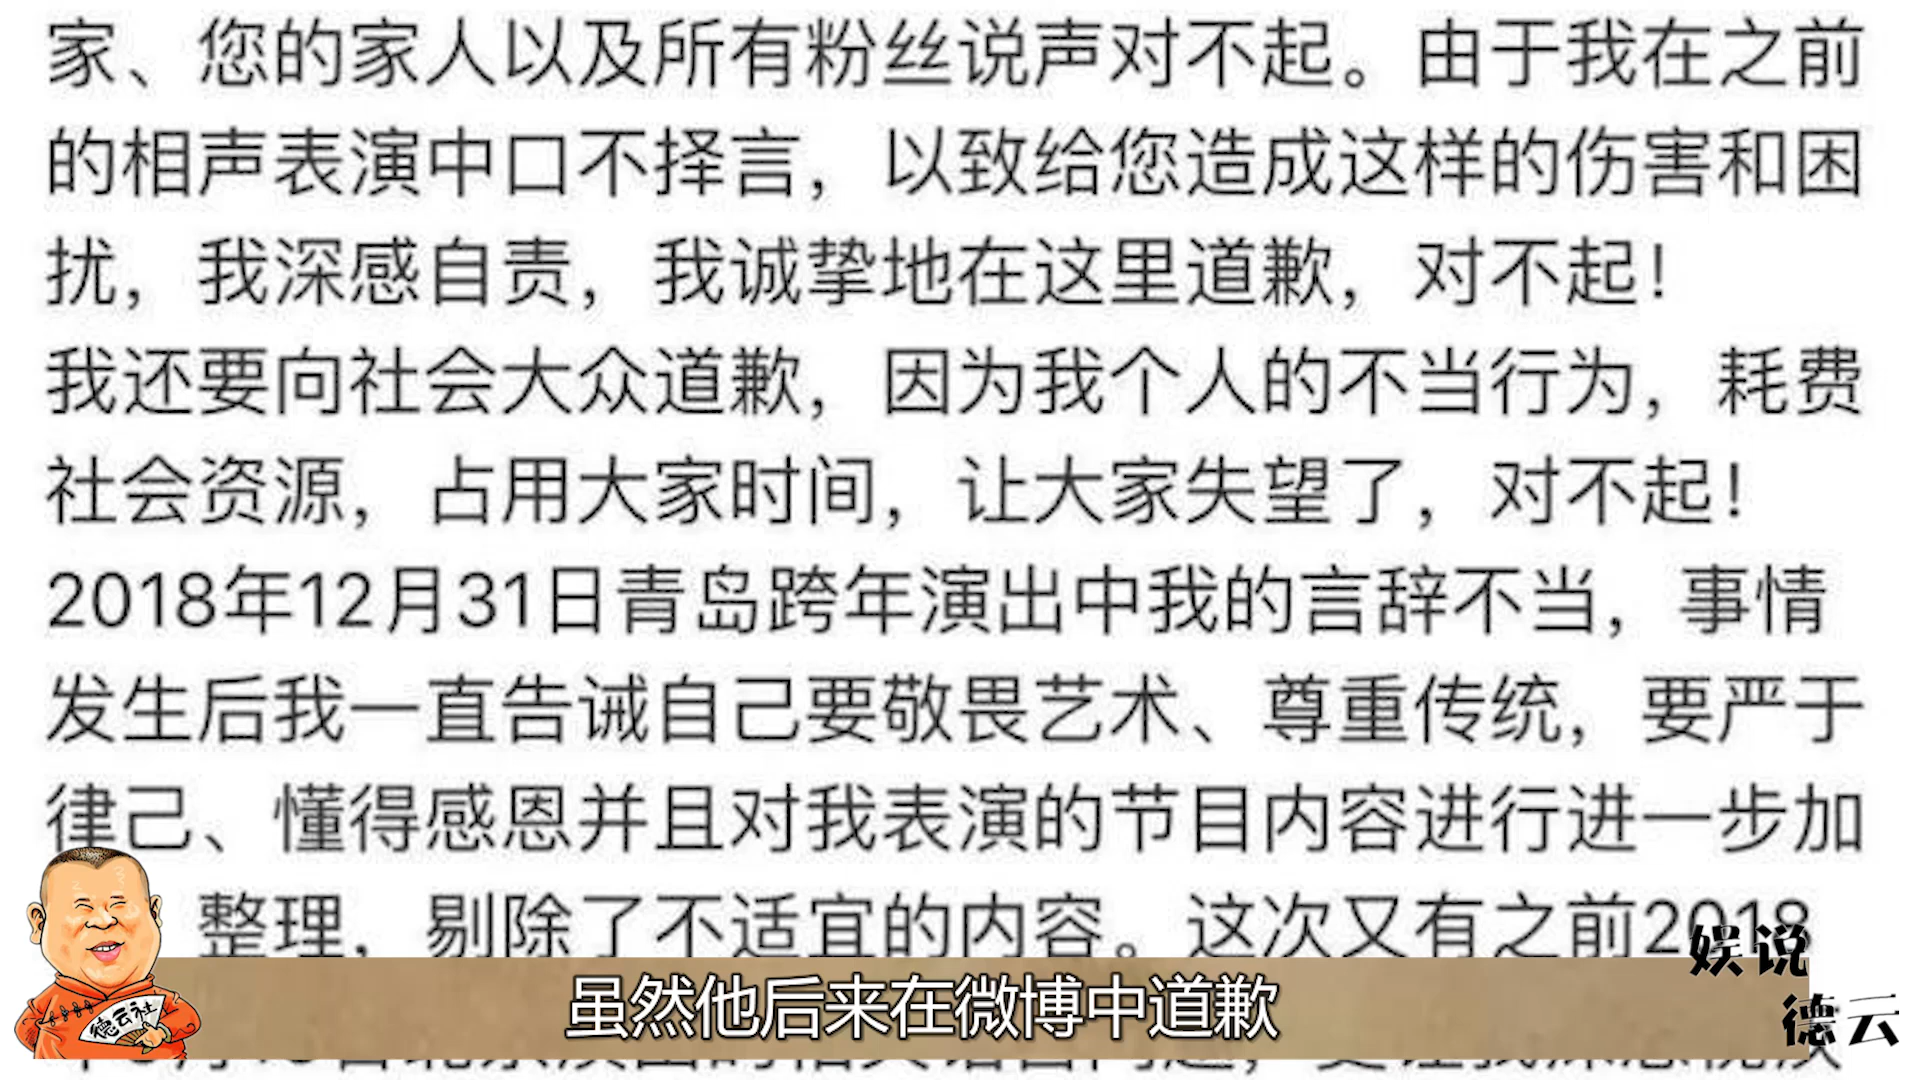 家、您的家人以及所有粉丝说声对不起。由于我在之前
的相声表演中口不择言，以致给您造成这样的伤害和困
扰，我深感自责，我诚挚地在这里道歉，对不起！
我还要向社会大众道歉，因为我个人的不当行为，耗费
社会资源，占用大家时间，让大家失望了，对不起！
2018年12月31日青岛跨年演出中我的言辞不当，事情
发生后我一直告诫自己要敬畏艺术、尊重传统，要严于
律己、懂得感恩并且对我表演的节目内容进行进一步加
整理，剔除了不适宜的内容。这次又有之前2018
虽然他后来在微博中道歉
德云社
娱说
德云